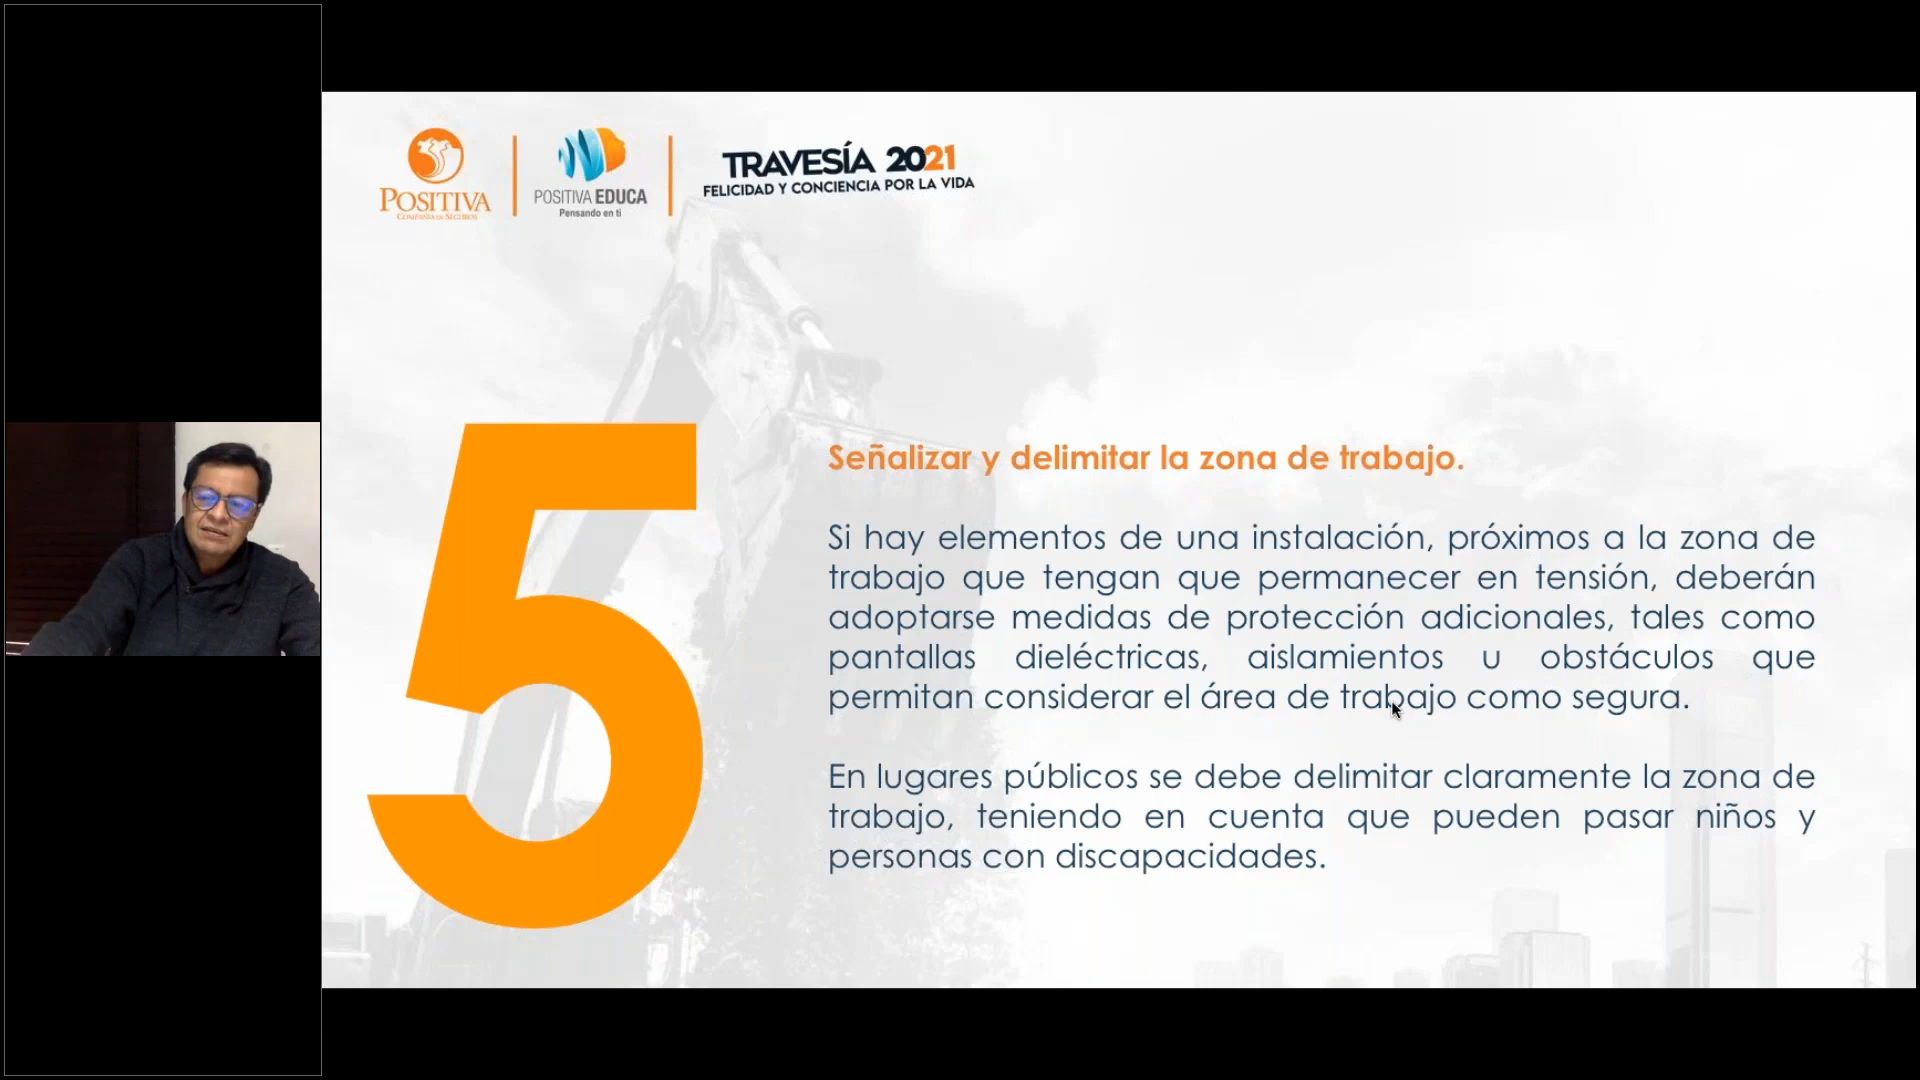 POSITIVA
COMPAÑÍA DE SEGUROS
POSITIVA EDUCA
Pensando en ti
TRAVESÍA 2021
FELICIDAD Y CONCIENCIA POR LA VIDA
5
Señalizar y delimitar la zona de trabajo.
Si hay elementos de una instalación, próximos a la zona de
trabajo que tengan que permanecer en tensión, deberán
adoptarse medidas de protección adicionales, tales como
pantallas dieléctricas, aislamientos u obstáculos que
permitan considerar el área de trabajo como segura.
En lugares públicos se debe delimitar claramente la zona de
trabajo, teniendo en cuenta que pueden pasar niños y
personas con discapacidades.